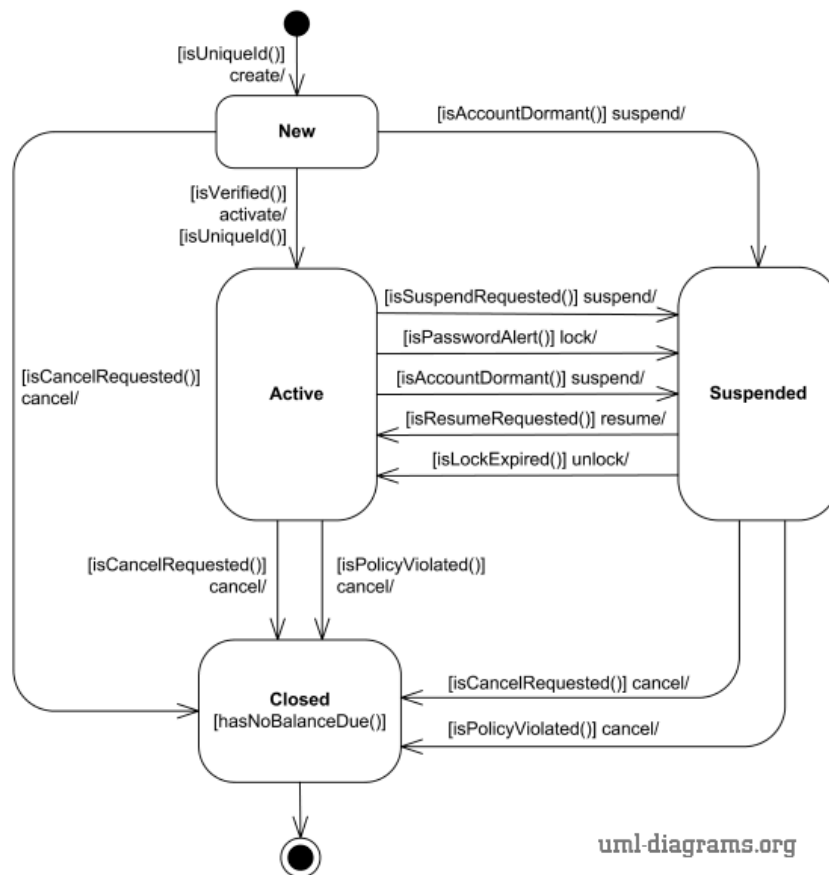 [isUniqueId()]
create/
New
[isAccountDormant()] suspend/
[isVerified()]
activate/
[isUniqueId()]
[isSuspendRequested()] suspend/
[isPasswordAlert()] lock/
[isCancelRequested()]
cancel/
[isAccountDormant()] suspend/
Active
Suspended
[isResumeRequested()] resume/
[isLockExpired()] unlock/
[isCancelRequested()]
cancel/
[isPolicyViolated()]
cancel/
Closed
[hasNoBalanceDue()]
[isCancelRequested()] cancel/
[isPolicyViolated()] cancel/
uml-diagrams.org